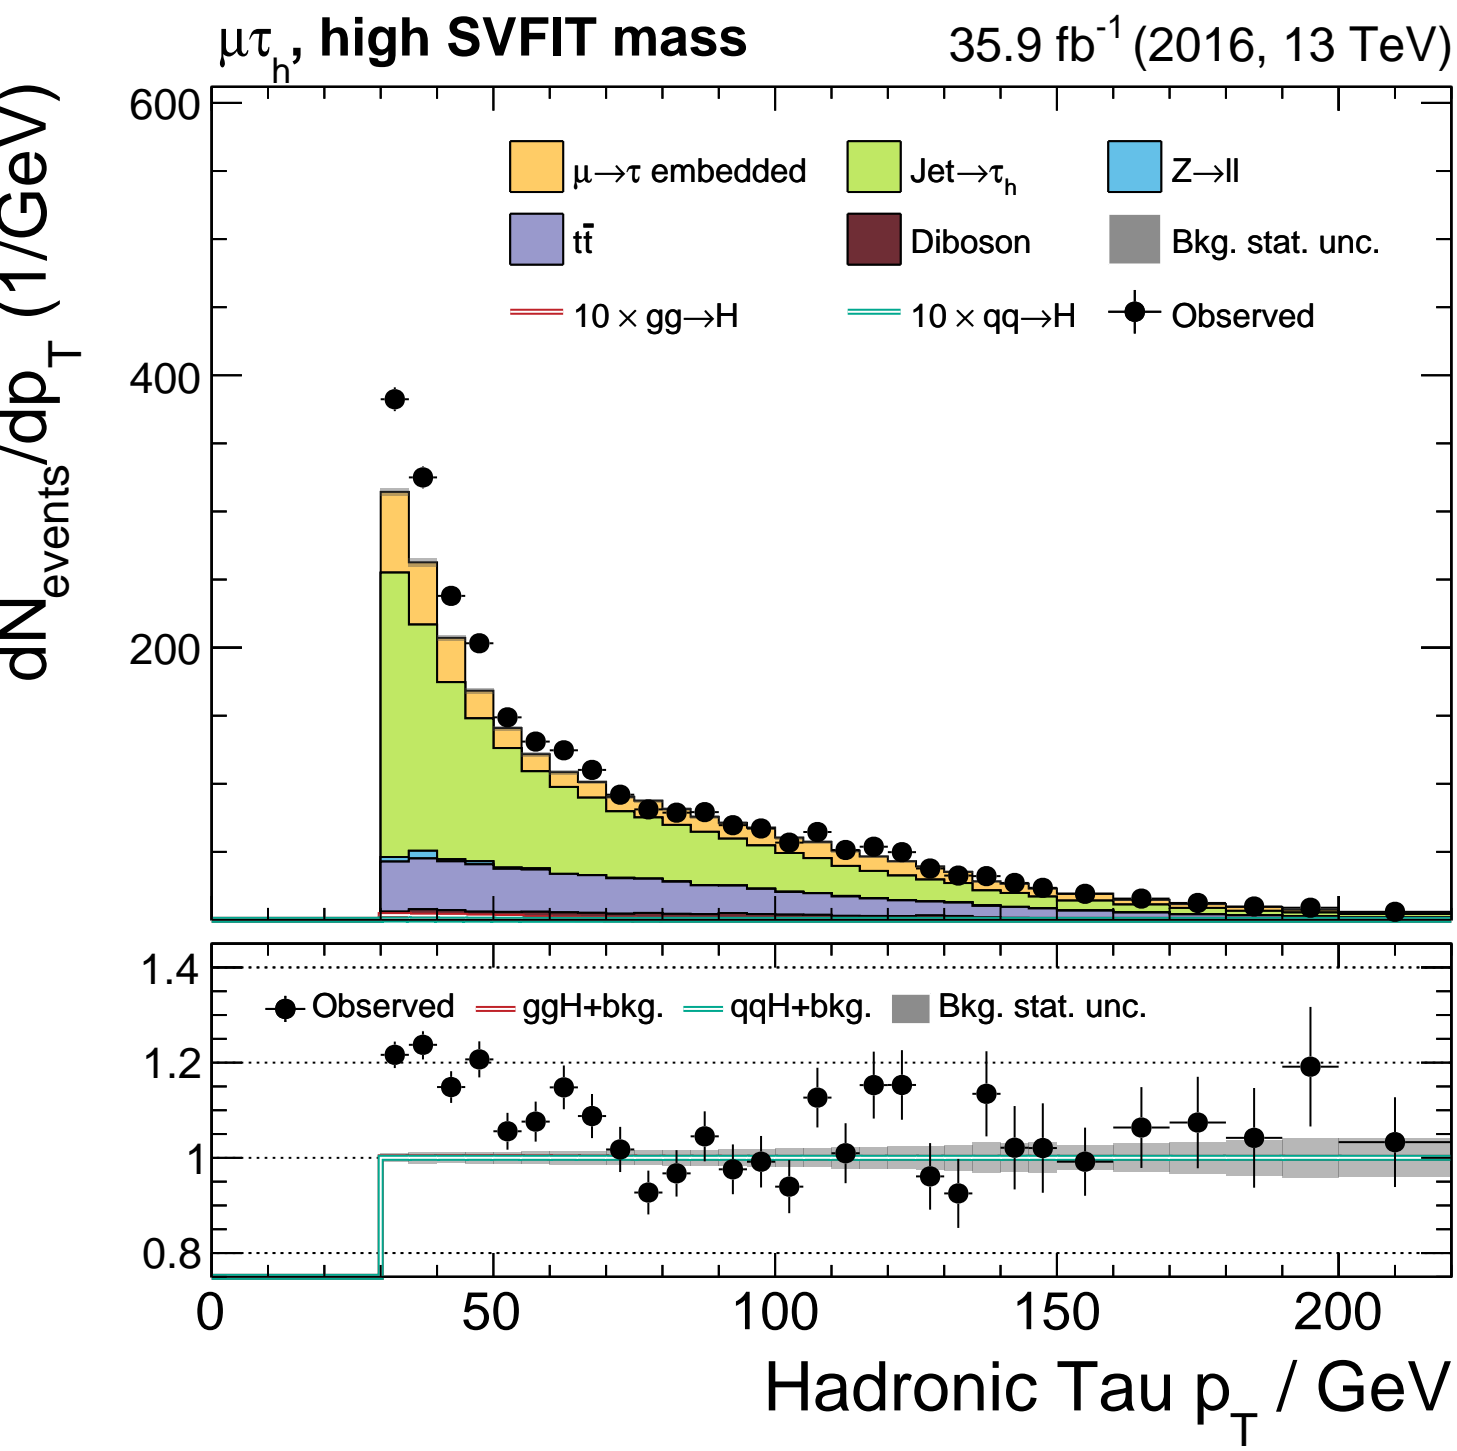 μτh, high SVFIT mass 35.9 fb-1 (2016, 13 TeV)
dNevents/dpT (1/GeV)
600
400
200
μ→τ embedded Jet→τh Z→ll
tt̄ Diboson Bkg. stat. unc.
10 × gg→H 10 × qq→H Observed
1.4
1.2
1
0.8
Observed ggH+bkg. qqH+bkg. Bkg. stat. unc.
0 50 100 150 200
Hadronic Tau pT / GeV